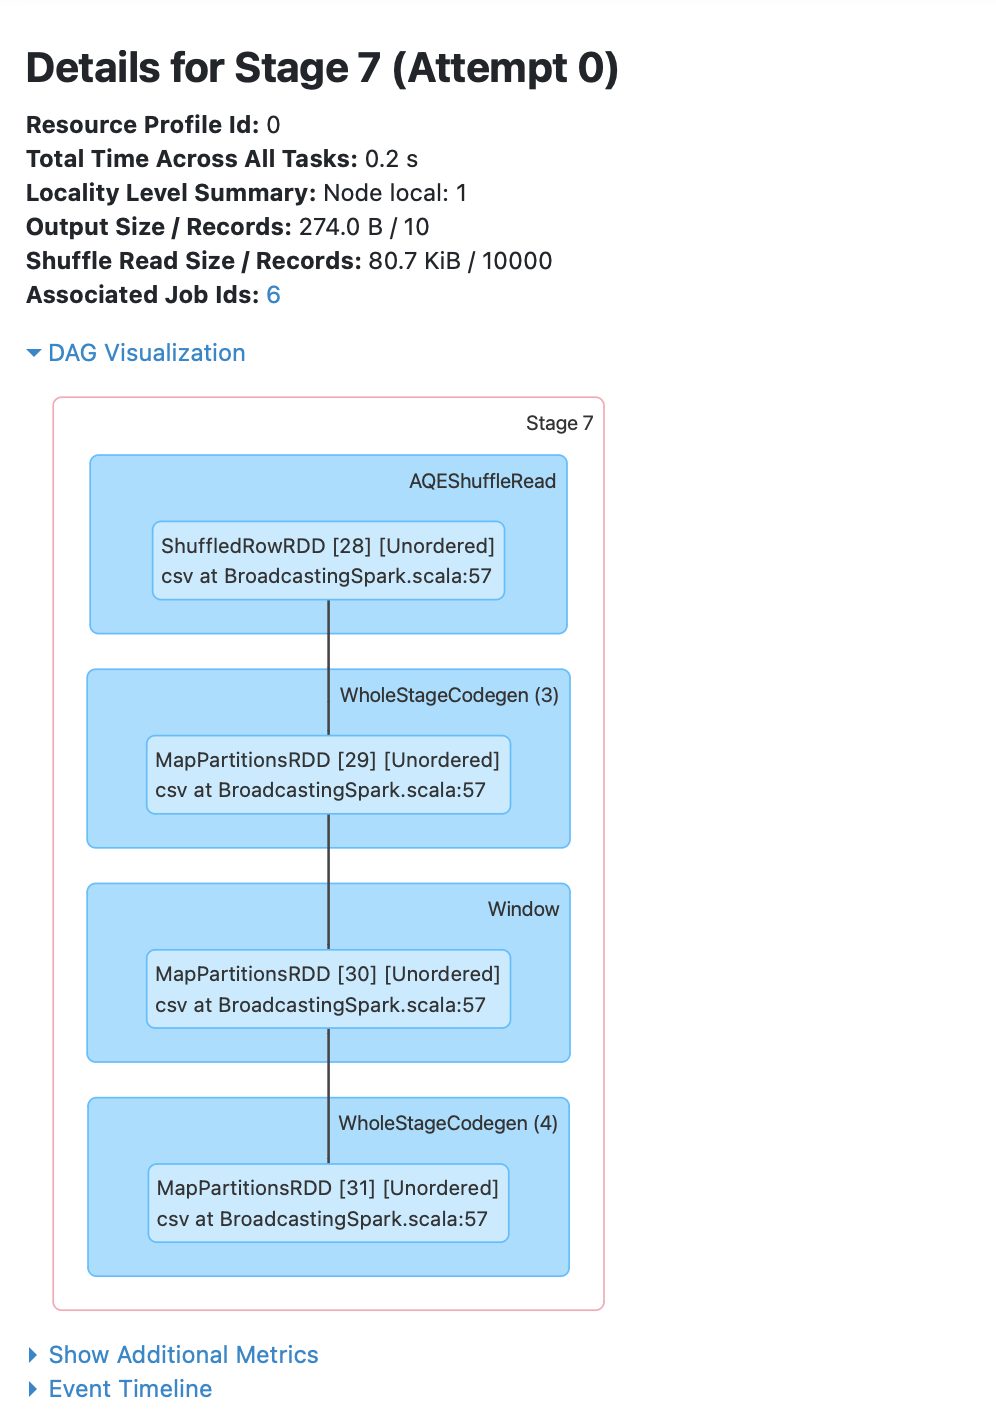 Details for Stage 7 (Attempt 0)
Resource Profile Id: 0
Total Time Across All Tasks: 0.2 s
Locality Level Summary: Node local: 1
Output Size / Records: 274.0 B / 10
Shuffle Read Size / Records: 80.7 KiB / 10000
Associated Job Ids: 6
DAG Visualization
Stage 7
AQEShuffleRead
ShuffledRowRDD [28] [Unordered]
csv at BroadcastingSpark.scala:57
WholeStageCodegen (3)
MapPartitionsRDD [29] [Unordered]
csv at BroadcastingSpark.scala:57
Window
MapPartitionsRDD [30] [Unordered]
csv at BroadcastingSpark.scala:57
WholeStageCodegen (4)
MapPartitionsRDD [31] [Unordered]
csv at BroadcastingSpark.scala:57
Show Additional Metrics
Event Timeline